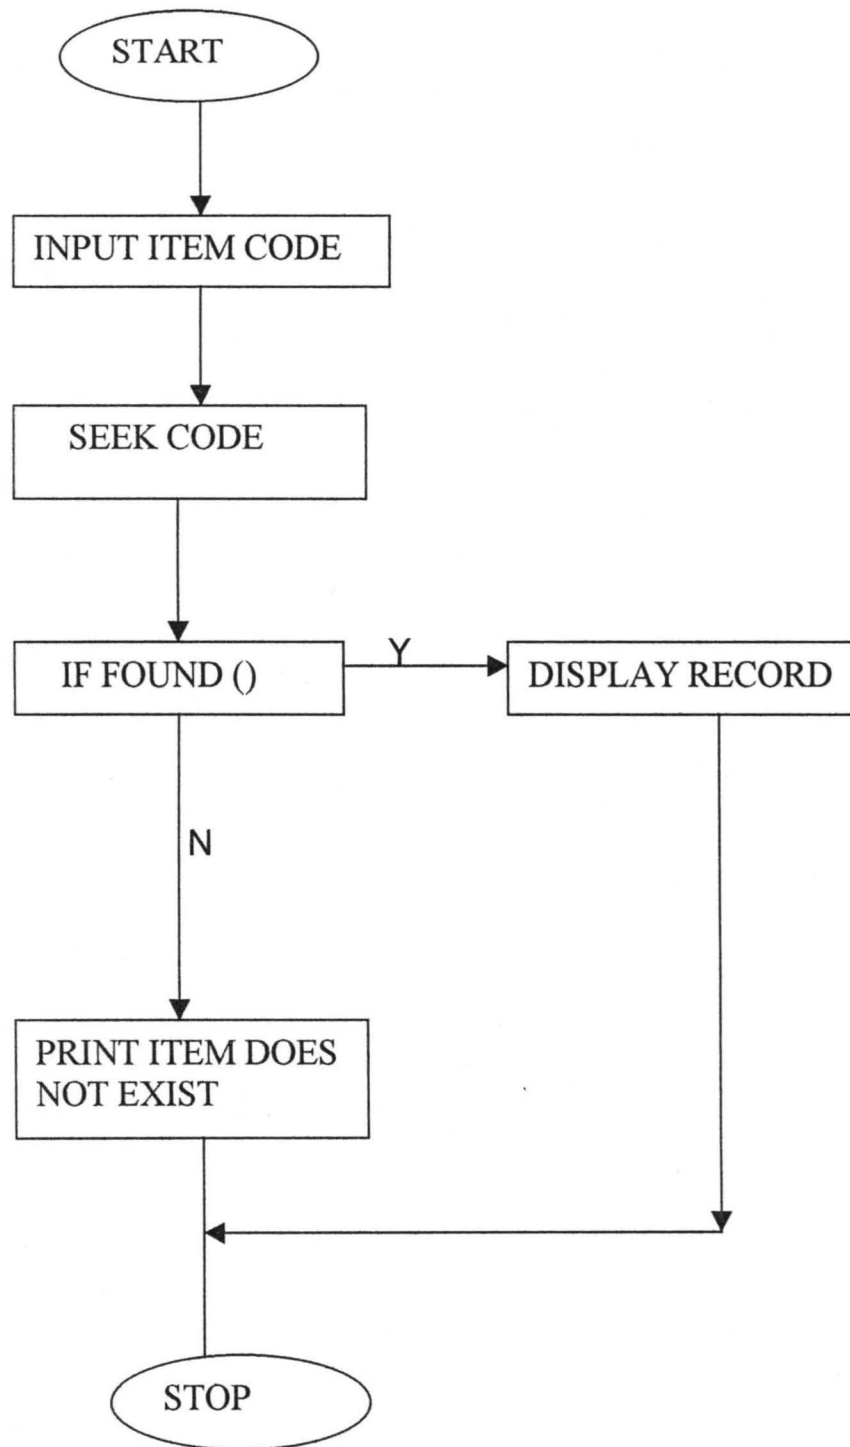 START
INPUT ITEM CODE
SEEK CODE
IF FOUND ()
Y
DISPLAY RECORD
N
PRINT ITEM DOES
NOT EXIST
STOP